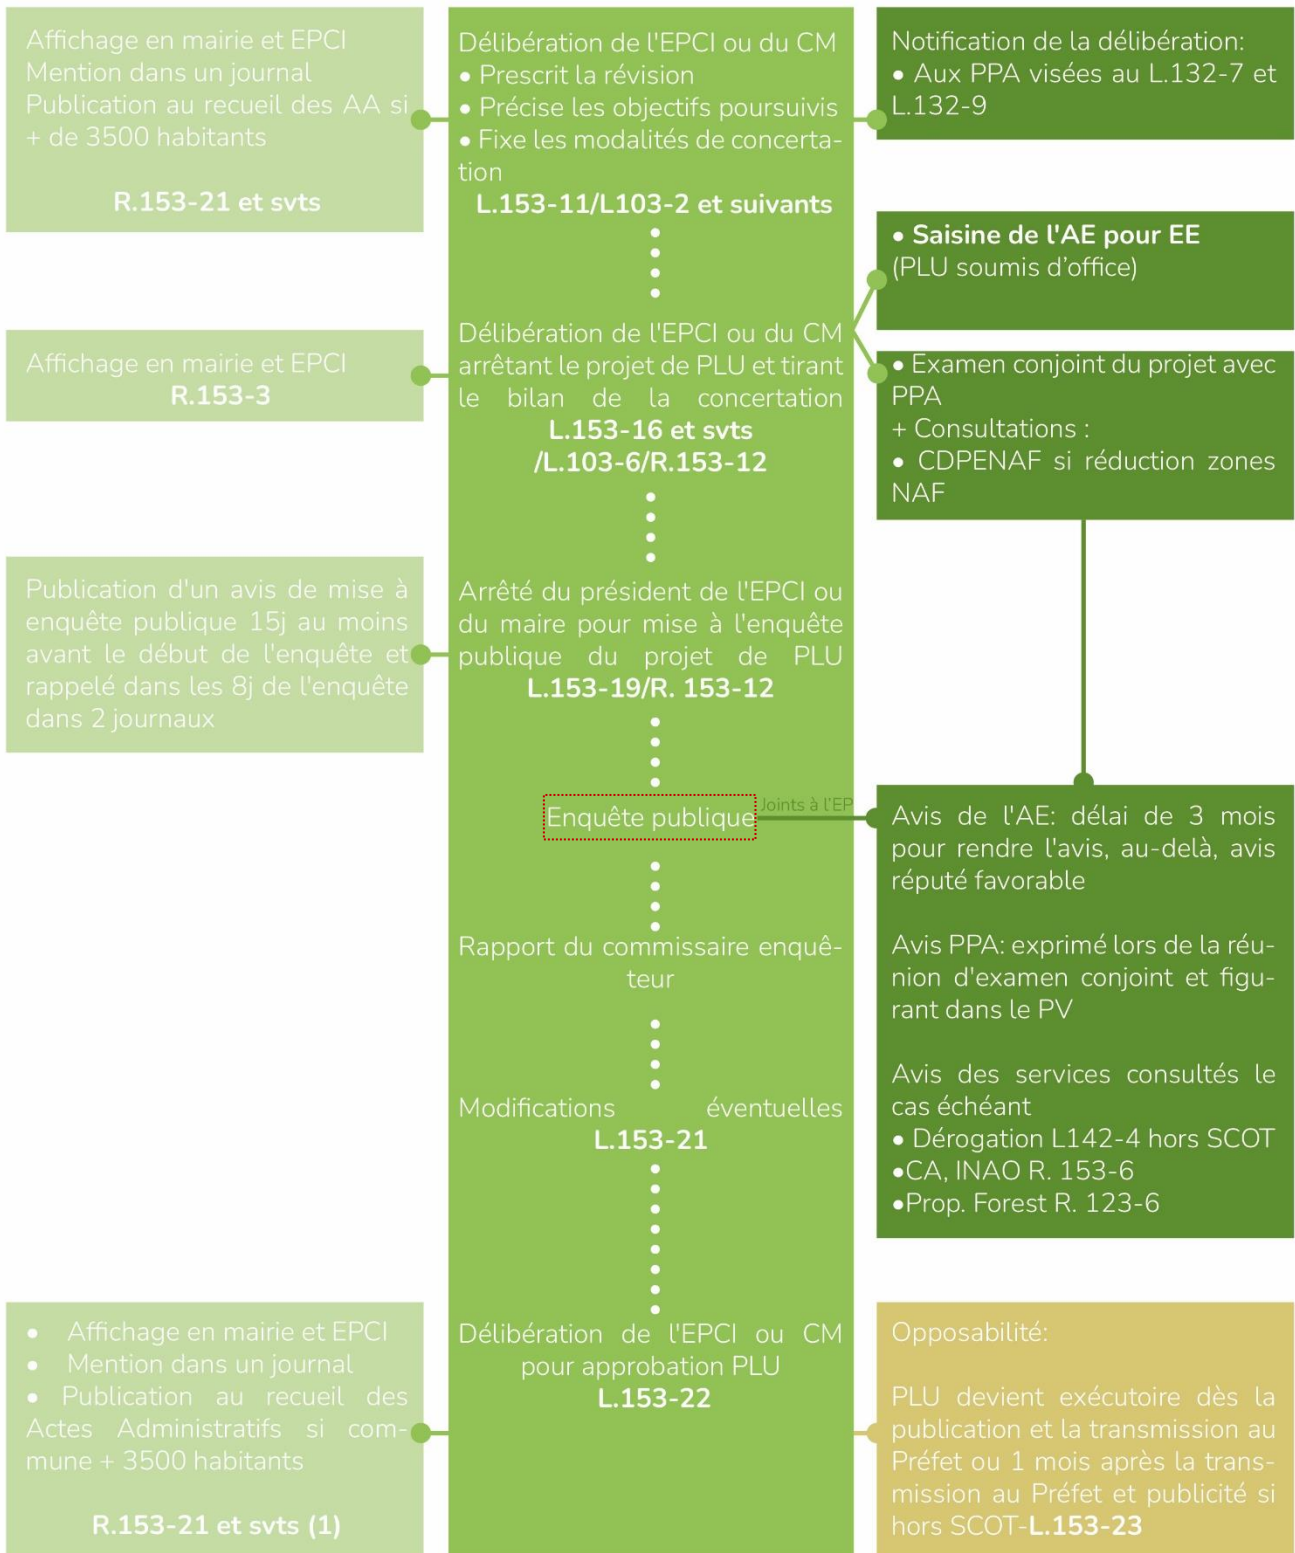 Affichage en mairie et EPCI
Mention dans un journal
Publication au recueil des AA si
+ de 3500 habitants
R.153-21 et svts
Délibération de l'EPCI ou du CM
• Prescrit la révision
• Précise les objectifs poursuivis
• Fixe les modalités de concerta-
tion
L.153-11/L103-2 et suivants
Notification de la délibération:
• Aux PPA visées au L.132-7 et
L.132-9
• Saisine de l'AE pour EE
(PLU soumis d’office)
Affichage en mairie et EPCI
R.153-3
Délibération de l'EPCI ou du CM
arrêtant le projet de PLU et tirant
le bilan de la concertation
L.153-16 et svts
/L.103-6/R.153-12
• Examen conjoint du projet avec
PPA
+ Consultations :
• CDPENAF si réduction zones
NAF
Publication d'un avis de mise à
enquête publique 15j au moins
avant le début de l'enquête et
rappelé dans les 8j de l'enquête
dans 2 journaux
Arrêté du président de l'EPCI ou
du maire pour mise à l'enquête
publique du projet de PLU
L.153-19/R. 153-12
Enquête publique
Joints à l'EP
Avis de l'AE: délai de 3 mois
pour rendre l'avis, au-delà, avis
réputé favorable
Avis PPA: exprimé lors de la réu-
nion d'examen conjoint et figu-
rant dans le PV
Avis des services consultés le
cas échéant
• Dérogation L142-4 hors SCOT
•CA, INAO R. 153-6
•Prop. Forest R. 123-6
Rapport du commissaire enquê-
teur
Modifications éventuelles
L.153-21
• Affichage en mairie et EPCI
• Mention dans un journal
• Publication au recueil des
Actes Administratifs si com-
mune + 3500 habitants
R.153-21 et svts (1)
Délibération de l'EPCI ou CM
pour approbation PLU
L.153-22
Opposabilité:
PLU devient exécutoire dès la
publication et la transmission au
Préfet ou 1 mois après la trans-
mission au Préfet et publicité si
hors SCOT-L.153-23